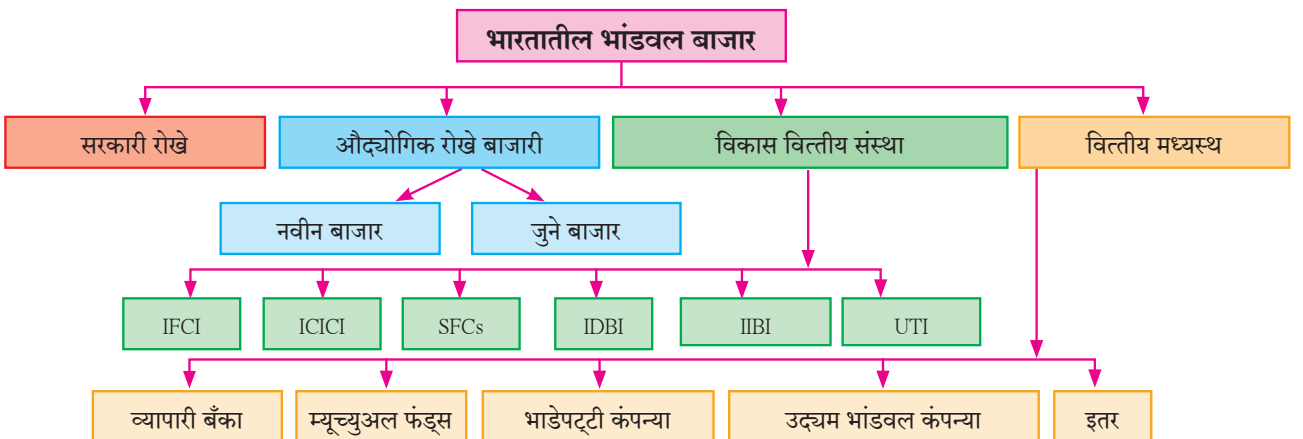 भारतातील भांडवल बाजार
सरकारी रोखे
औद्योगिक रोखे बाजारी
विकास वित्तीय संस्था
वित्तीय मध्यस्थ
नवीन बाजार
जुने बाजार
IFCI
ICICI
SFCs
IDBI
IIBI
UTI
व्यापारी बँका
म्यूच्युअल फंड्स
भाडेपट्टी कंपन्या
उद्यम भांडवल कंपन्या
इतर